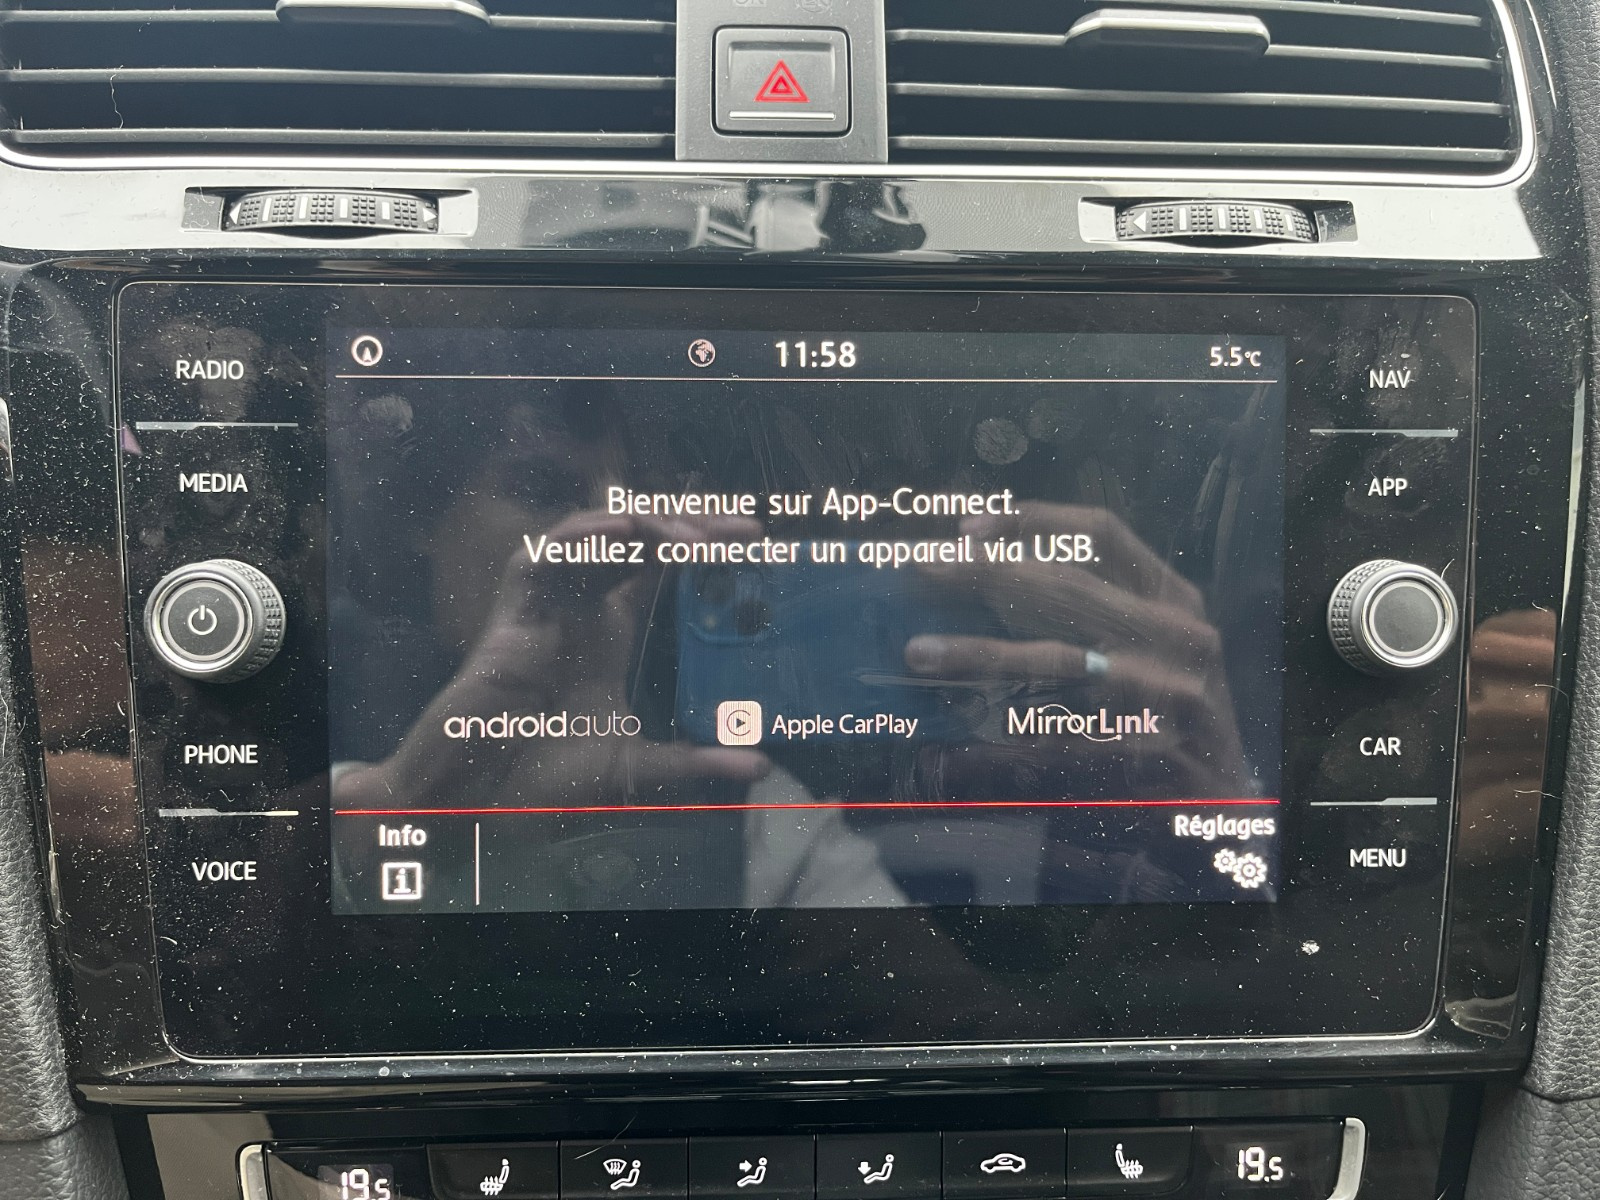 11:58
5.5°C
RADIO
NAV
MEDIA
APP
Bienvenue sur App-Connect.
Veuillez connecter un appareil via USB.
androidauto
Apple CarPlay
MirrorLink
PHONE
CAR
Info
Réglages
VOICE
MENU
19.5
19.5